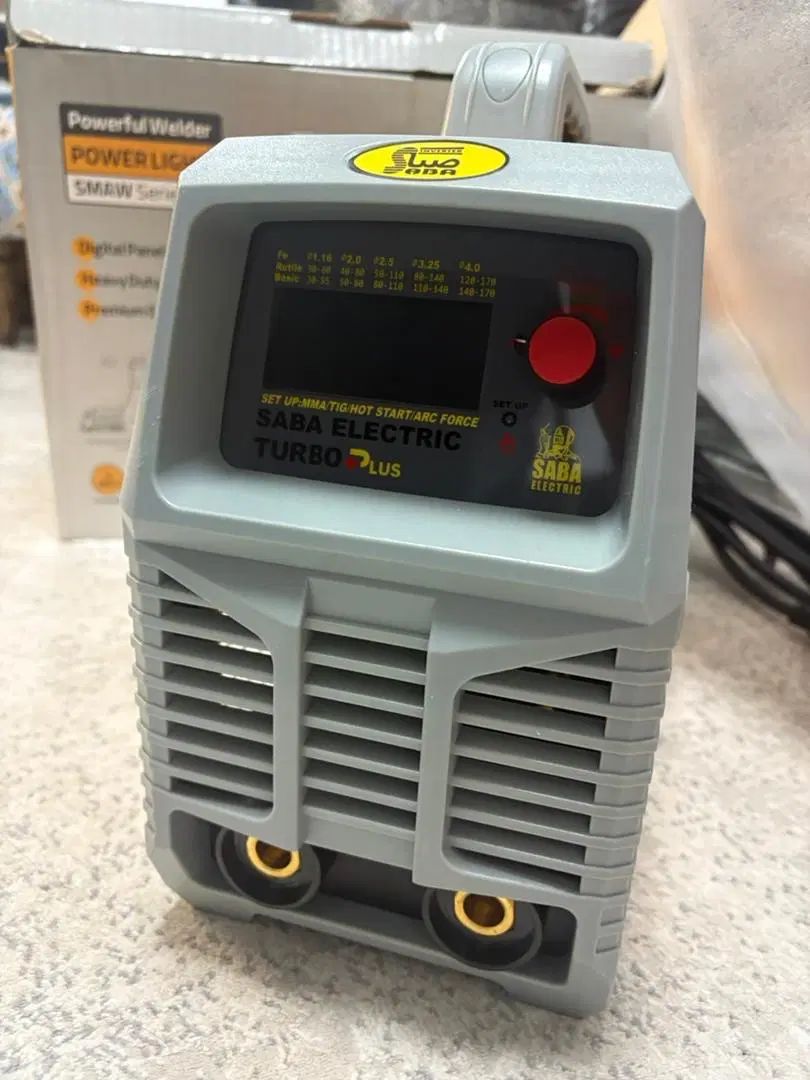 Powerful Welder
POWER LIGH
SMAW Serie
Digital Panel
Heavy Duty
Premium
INVERTER
صبا
SABA
Fe ø1.16 ø2.0 ø2.5 ø3.25 ø4.0
Rutile 30-60 40-80 50-110 80-140 120-170
Basic 30-55 50-80 80-110 110-140 140-170
SET UP:MMA/TIG/HOT START/ARC FORCE
SABA ELECTRIC
TURBO PLUS
SET UP
SABA
ELECTRIC